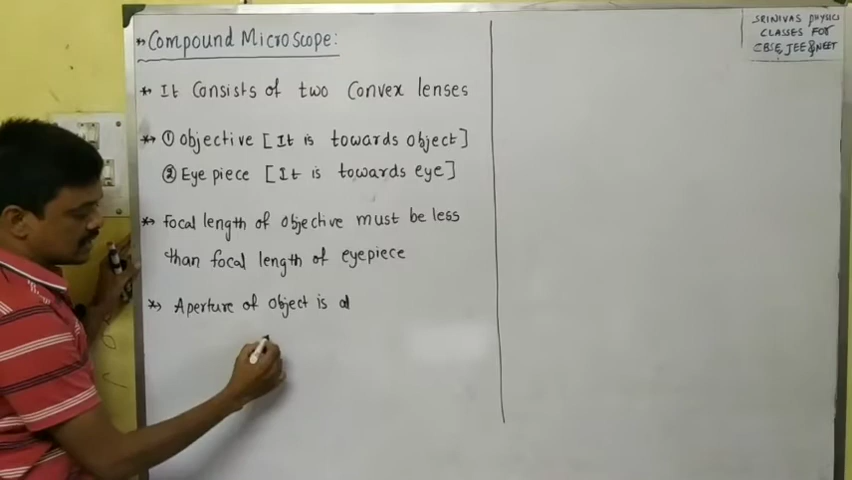 Compound Microscope:
It Consists of two Convex lenses
① Objective [It is towards object]
② Eye piece [It is towards eye]
Focal length of objective must be less
than focal length of eyepiece
Aperture of object is
SRINIVAS PHYSICS
CLASSES FOR
CBSE, JEE & NEET